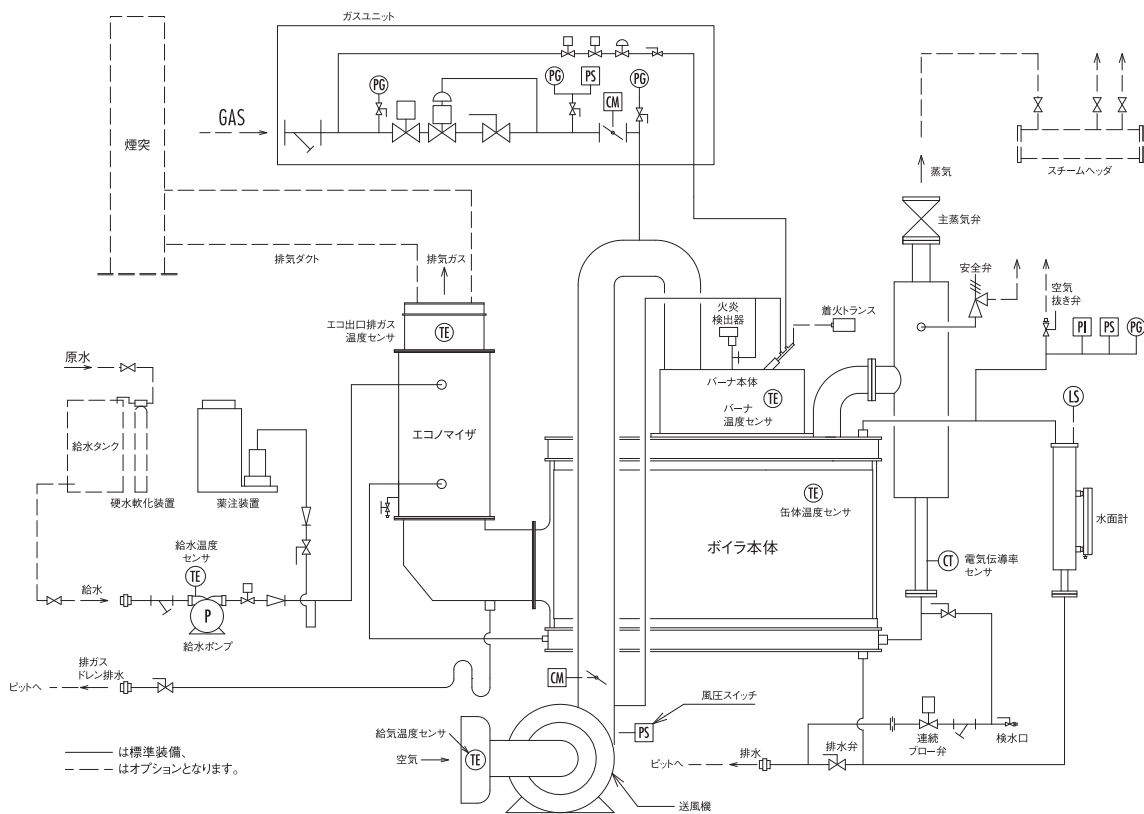 ガスユニット
GAS
PG
PG
PS
PG
CM
煙突
蒸気
スチームヘッダ
主蒸気弁
排気ダクト
排気ガス
安全弁
空気
抜き弁
エコ出口排ガス
温度センサ
TE
火炎
検出器
着火トランス
PI
PS
PG
原水
バーナ本体
TE
バーナ
温度センサ
LS
給水タンク
エコノマイザ
硬水軟化装置
薬注装置
TE
缶体温度センサ
水面計
給水温度
センサ
TE
ボイラ本体
CT
電気伝導率
センサ
給水
P
給水ポンプ
排ガス
ドレン排水
ピットへ
CM
風圧スイッチ
PS
給気温度センサ
TE
空気
連続
ブロー弁
検水口
排水
排水弁
ピットへ
送風機
は標準装備、
はオプションとなります。